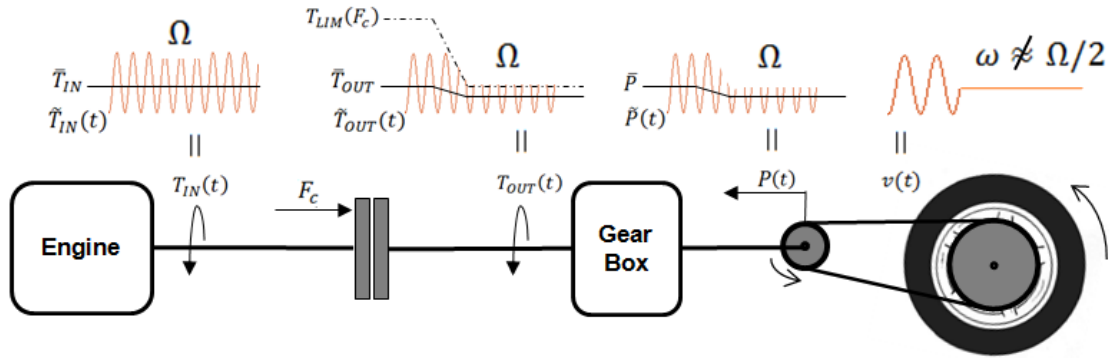 Ω
T̄_IN
T̃_IN(t)
T_LIM(F_c)
Ω
T̄_OUT
T̃_OUT(t)
Ω
P̄
P̃(t)
ω ≉ Ω/2
=
=
=
=
T_IN(t)
F_c
T_OUT(t)
P(t)
v(t)
Engine
Gear
Box